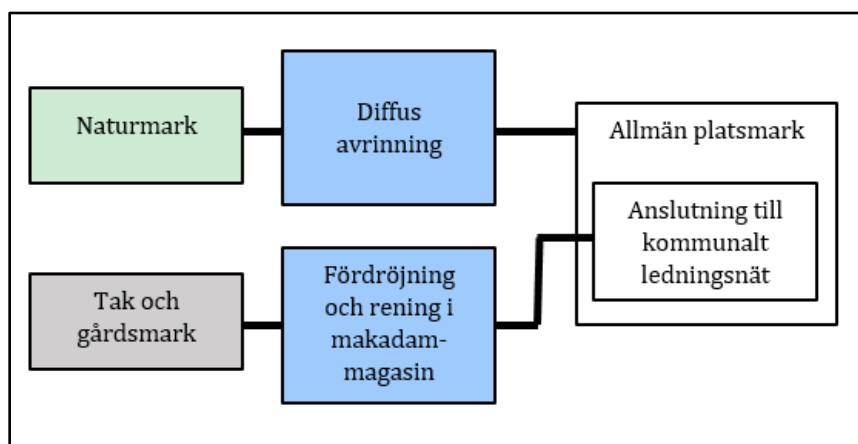 Naturmark
Diffus
avrinning
Allmän platsmark
Anslutning till
kommunalt
ledningsnät
Tak och
gårdsmark
Fördröjning
och rening i
makadam-
magasin